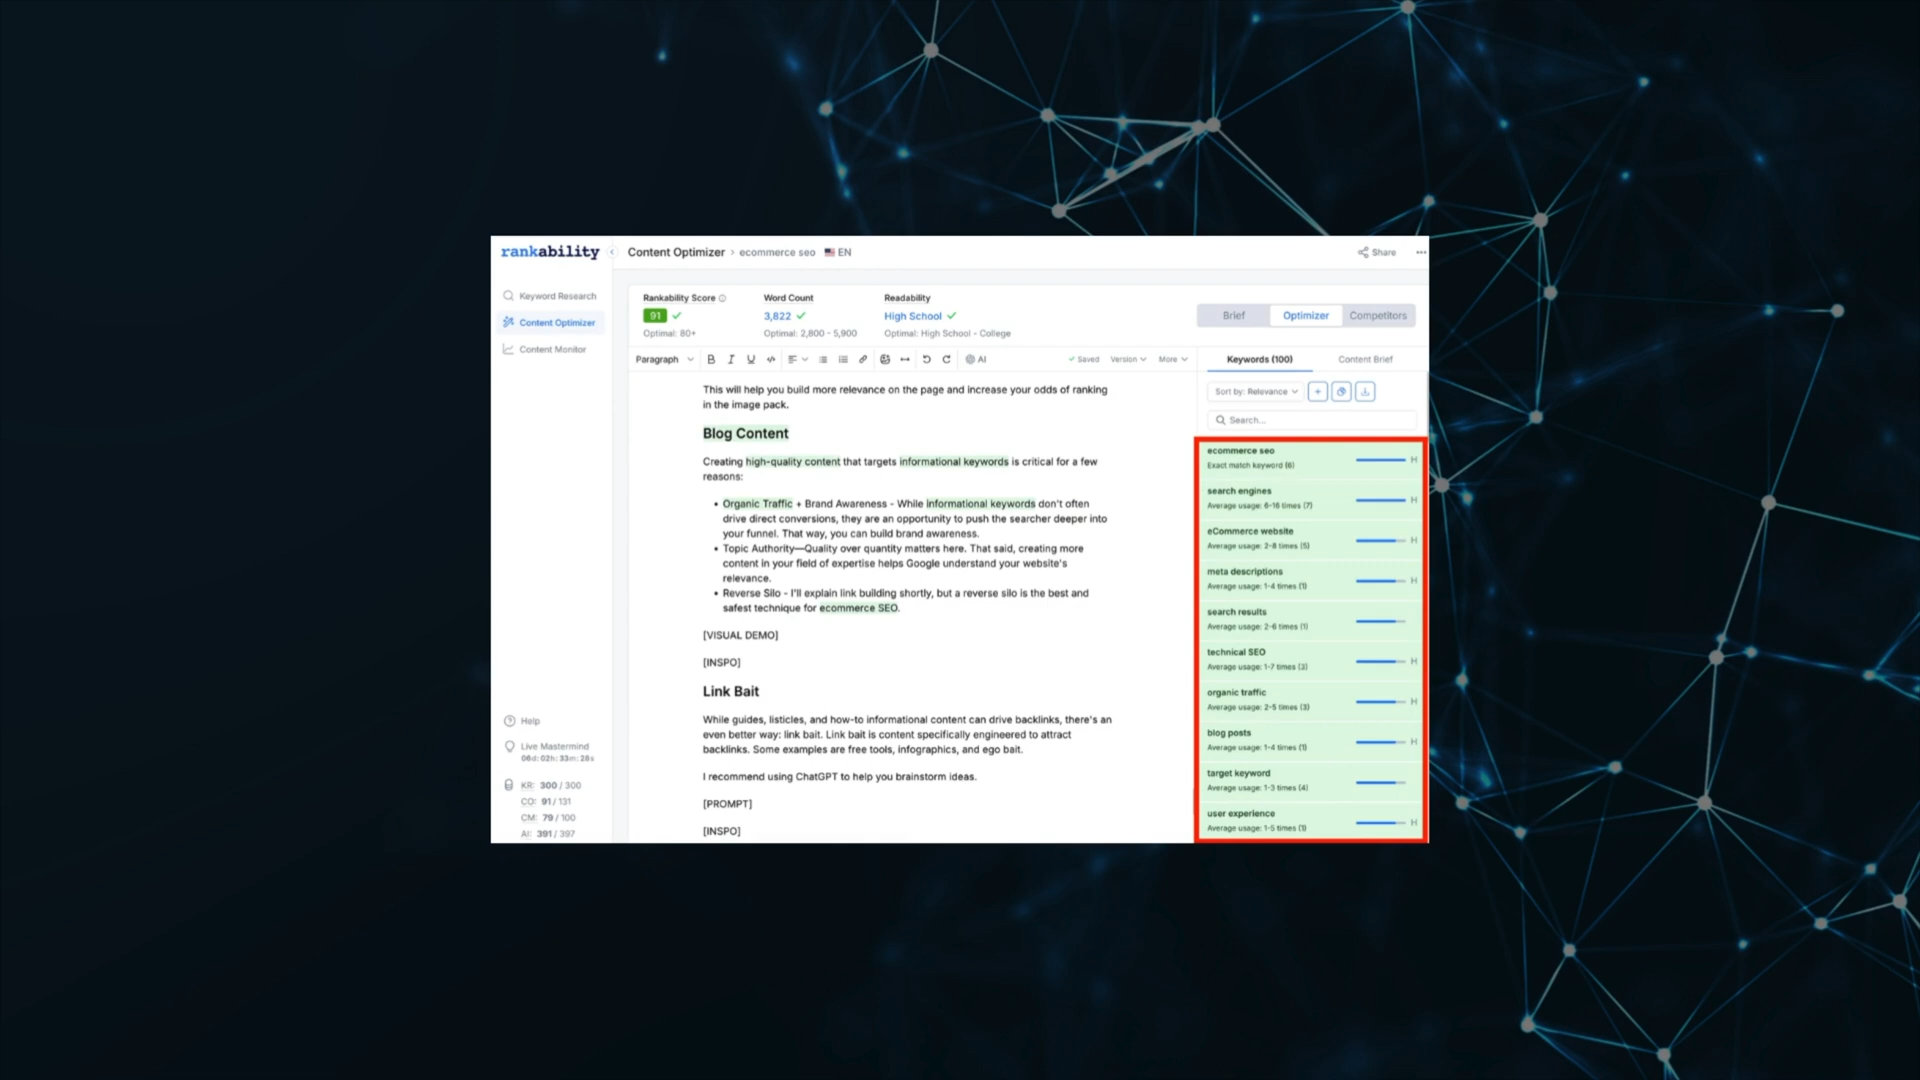 rankability
Content Optimizer > ecommerce seo EN
Share
Keyword Research
Content Optimizer
Content Monitor
Help
Live Mastermind
06d: 02h: 33m: 28s
KR: 300 / 300
CO: 91 / 131
CM: 79 / 100
AI: 391 / 397
Rankability Score
91
Optimal: 80+
Word Count
3,822
Optimal: 2,800 - 5,900
Readability
High School
Optimal: High School - College
Brief Optimizer Competitors
Paragraph B I U AI Saved Version More
This will help you build more relevance on the page and increase your odds of ranking
in the image pack.
Blog Content
Creating high-quality content that targets informational keywords is critical for a few
reasons:
• Organic Traffic + Brand Awareness - While informational keywords don't often
drive direct conversions, they are an opportunity to push the searcher deeper into
your funnel. That way, you can build brand awareness.
• Topic Authority—Quality over quantity matters here. That said, creating more
content in your field of expertise helps Google understand your website's
relevance.
• Reverse Silo - I'll explain link building shortly, but a reverse silo is the best and
safest technique for ecommerce SEO.
[VISUAL DEMO]
[INSPO]
Link Bait
While guides, listicles, and how-to informational content can drive backlinks, there's an
even better way: link bait. Link bait is content specifically engineered to attract
backlinks. Some examples are free tools, infographics, and ego bait.
I recommend using ChatGPT to help you brainstorm ideas.
[PROMPT]
[INSPO]
Keywords (100) Content Brief
Sort by: Relevance
Search...
ecommerce seo
Exact match keyword (6)
H
search engines
Average usage: 6-16 times (7)
H
eCommerce website
Average usage: 2-8 times (5)
H
meta descriptions
Average usage: 1-4 times (1)
H
search results
Average usage: 2-6 times (1)
technical SEO
Average usage: 1-7 times (3)
H
organic traffic
Average usage: 2-5 times (3)
H
blog posts
Average usage: 1-4 times (1)
H
target keyword
Average usage: 1-3 times (4)
user experience
Average usage: 1-5 times (1)
H